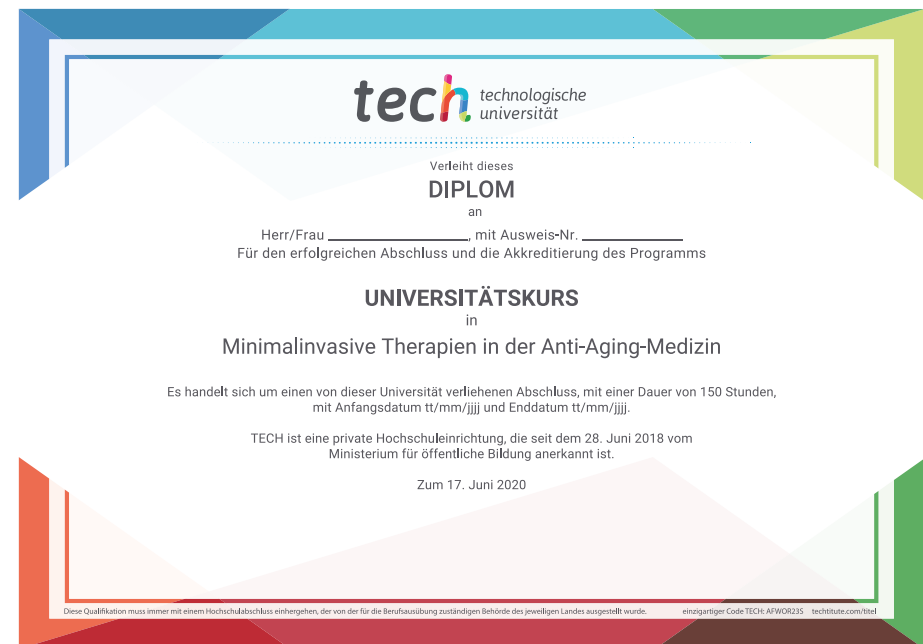 tech technologische
universität
Verleiht dieses
DIPLOM
an
Herr/Frau ____________________, mit Ausweis-Nr. ______________
Für den erfolgreichen Abschluss und die Akkreditierung des Programms
UNIVERSITÄTSKURS
in
Minimalinvasive Therapien in der Anti-Aging-Medizin
Es handelt sich um einen von dieser Universität verliehenen Abschluss, mit einer Dauer von 150 Stunden,
mit Anfangsdatum tt/mm/jjjj und Enddatum tt/mm/jjjj.
TECH ist eine private Hochschuleinrichtung, die seit dem 28. Juni 2018 vom
Ministerium für öffentliche Bildung anerkannt ist.
Zum 17. Juni 2020
Diese Qualifikation muss immer mit einem Hochschulabschluss einhergehen, der von der für die Berufsausübung zuständigen Behörde des jeweiligen Landes ausgestellt wurde. einzigartiger Code TECH: AFWOR23S techtitute.com/titel